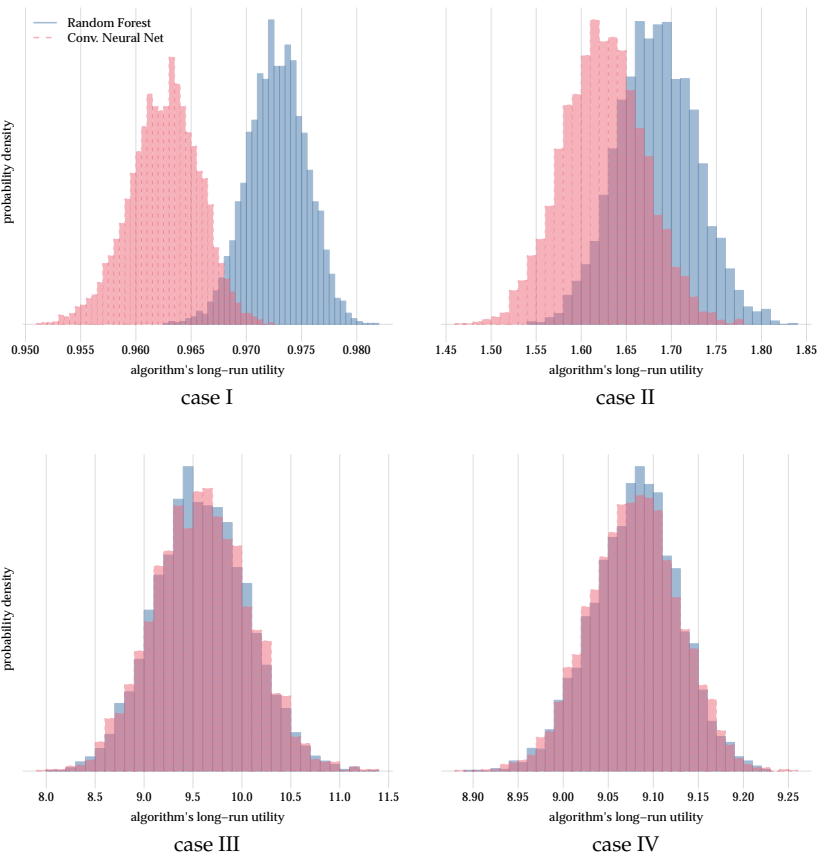 Random Forest
Conv. Neural Net
probability density
0.950 0.955 0.960 0.965 0.970 0.975 0.980
algorithm's long−run utility
case I
1.45 1.50 1.55 1.60 1.65 1.70 1.75 1.80 1.85
algorithm's long−run utility
case II
probability density
8.0 8.5 9.0 9.5 10.0 10.5 11.0 11.5
algorithm's long−run utility
case III
8.90 8.95 9.00 9.05 9.10 9.15 9.20 9.25
algorithm's long−run utility
case IV